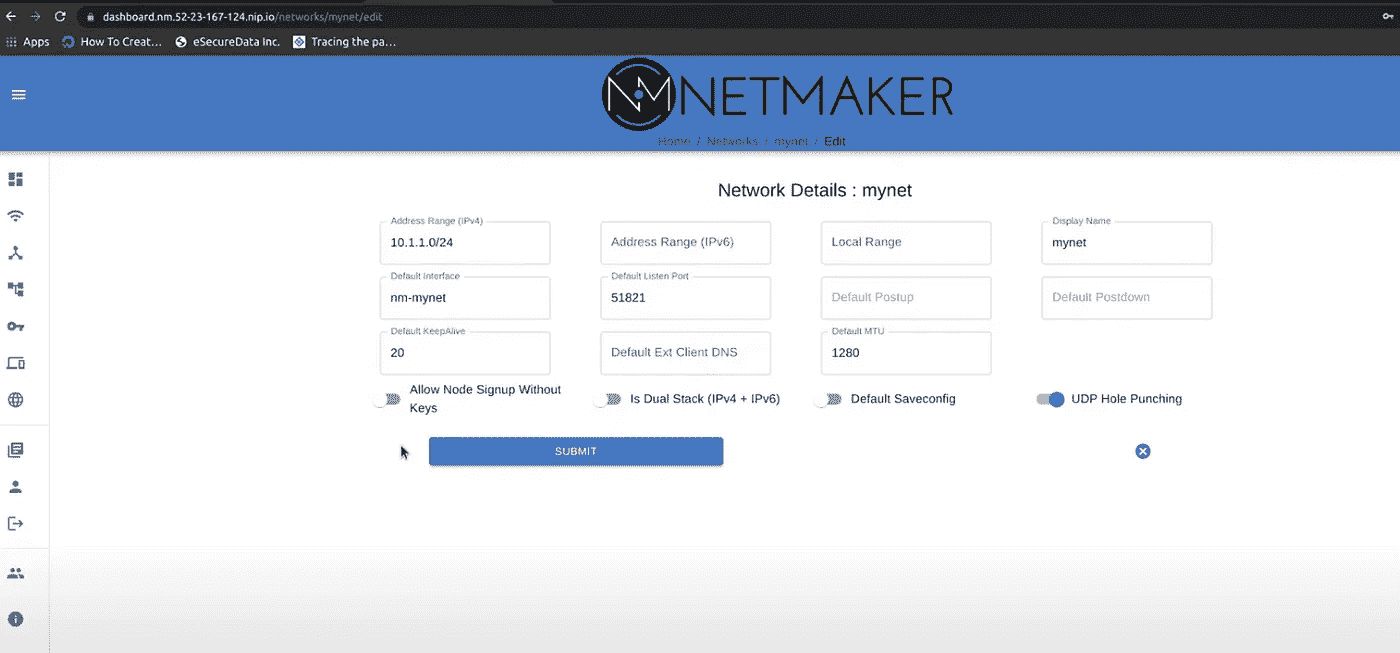 dashboard.nm.52-23-167-124.nip.io/networks/mynet/edit
Apps How To Creat... eSecureData Inc. Tracing the pa...
NM NETMAKER
Home / Networks / mynet / Edit
Network Details : mynet
Address Range (IPv4)
10.1.1.0/24
Address Range (IPv6)
Local Range
Display Name
mynet
Default Interface
nm-mynet
Default Listen Port
51821
Default Postup
Default Postdown
Default KeepAlive
20
Default Ext Client DNS
Default MTU
1280
Allow Node Signup Without
Keys
Is Dual Stack (IPv4 + IPv6)
Default Saveconfig
UDP Hole Punching
SUBMIT